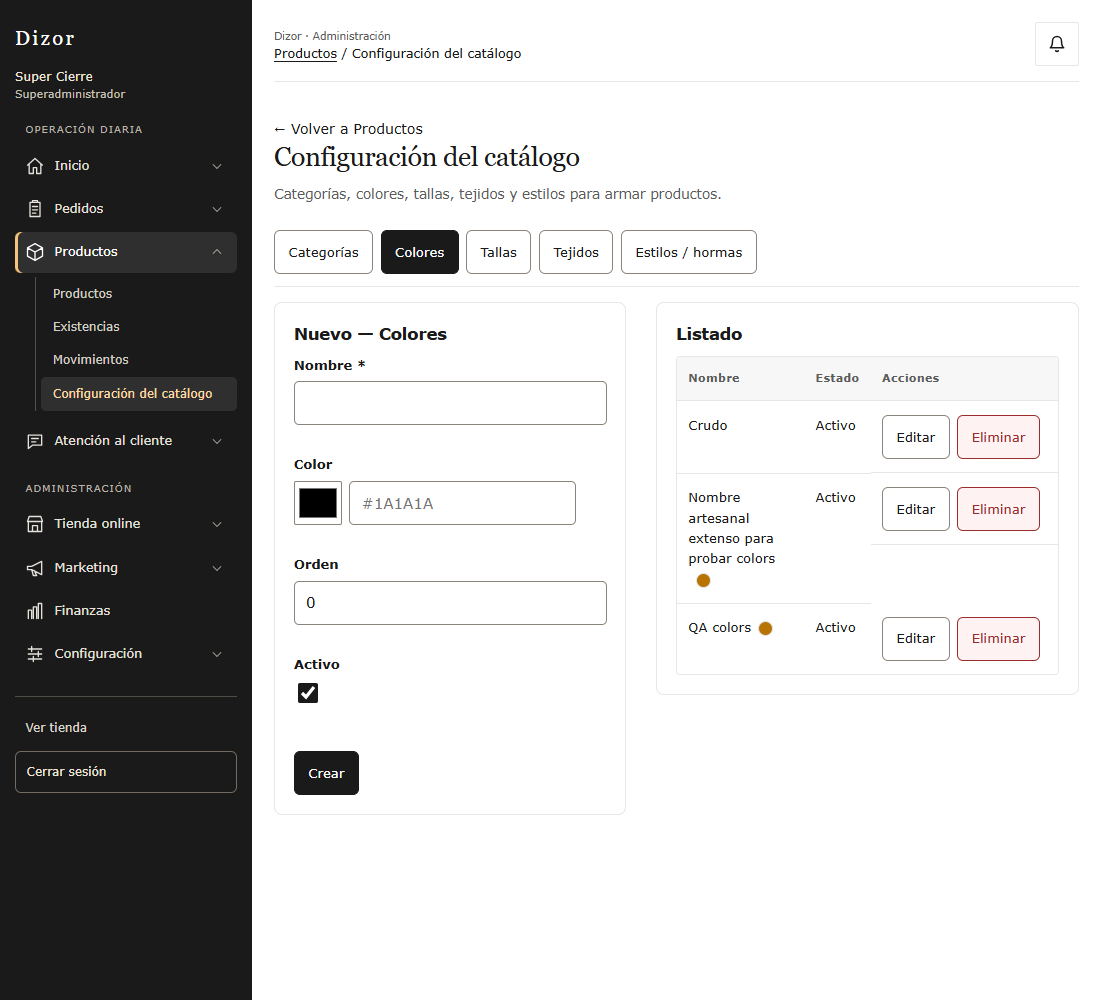 Dizor
Super Cierre
Superadministrador
OPERACIÓN DIARIA
Inicio
Pedidos
Productos
Productos
Existencias
Movimientos
Configuración del catálogo
Atención al cliente
ADMINISTRACIÓN
Tienda online
Marketing
Finanzas
Configuración
Ver tienda
Cerrar sesión
Dizor · Administración
Productos / Configuración del catálogo
← Volver a Productos
Configuración del catálogo
Categorías, colores, tallas, tejidos y estilos para armar productos.
Categorías Colores Tallas Tejidos Estilos / hormas
Nuevo — Colores
Nombre *
Color
#1A1A1A
Orden
0
Activo
Crear
Listado
Nombre Estado Acciones
Crudo Activo Editar Eliminar
Nombre Activo Editar Eliminar
artesanal
extenso para
probar colors
QA colors Activo Editar Eliminar